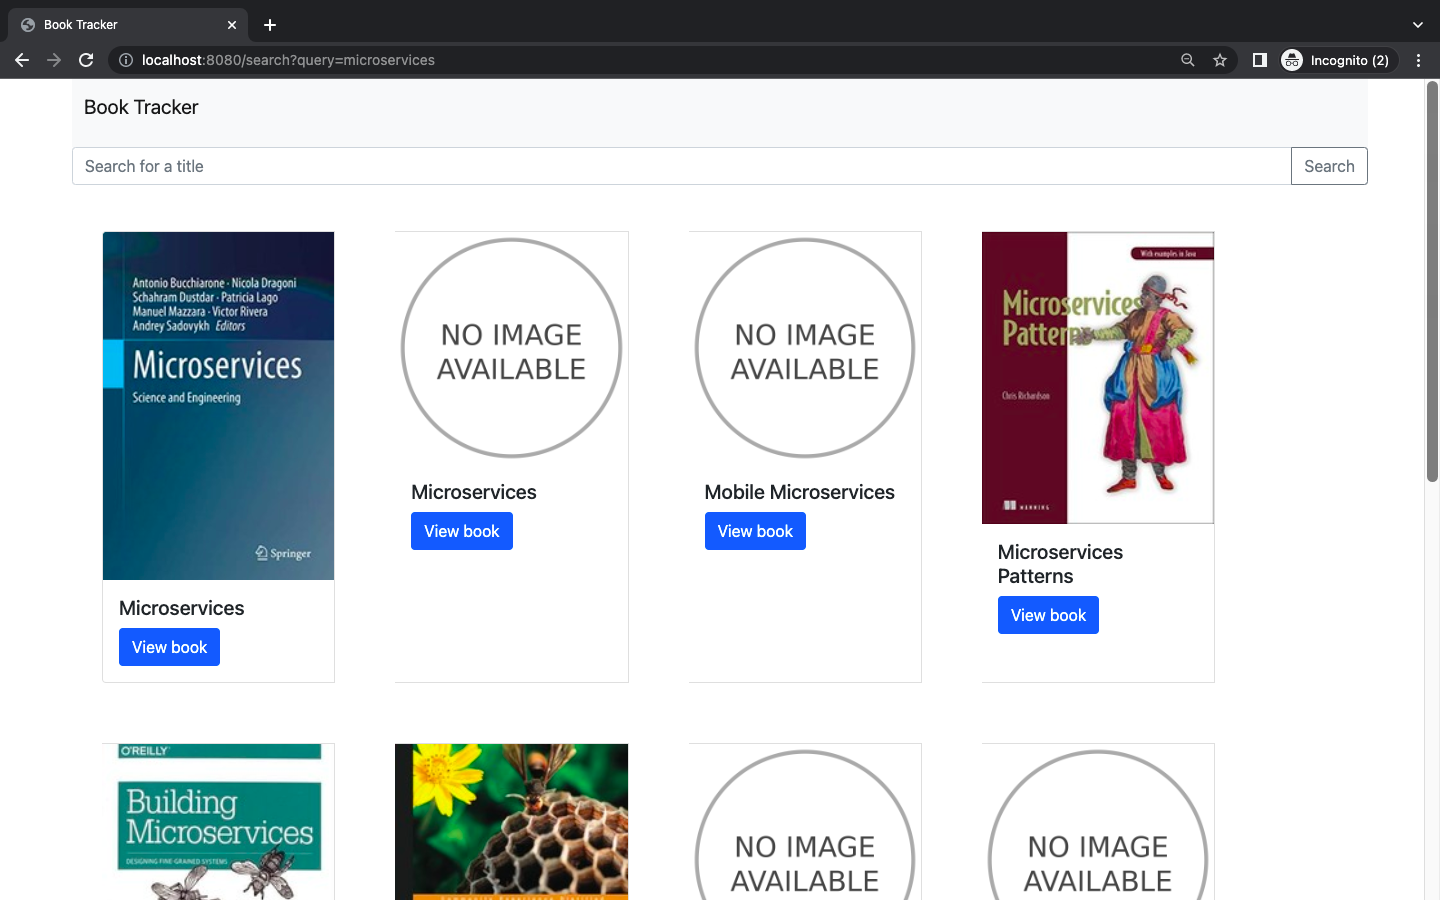 Book Tracker
localhost:8080/search?query=microservices
Incognito (2)
Book Tracker
Search for a title
Search
Antonio Bucchiarone · Nicola Dragoni
Schahram Dustdar · Patricia Lago
Manuel Mazzara · Victor Rivera
Andrey Sadovykh Editors
Microservices
Science and Engineering
Springer
Microservices
View book
NO IMAGE
AVAILABLE
Microservices
View book
NO IMAGE
AVAILABLE
Mobile Microservices
View book
With examples in Java
Microservices
Patterns
Chris Richardson
MANNING
Microservices
Patterns
View book
O'REILLY
Building
Microservices
DESIGNING FINE-GRAINED SYSTEMS
NO IMAGE
AVAILABLE
NO IMAGE
AVAILABLE